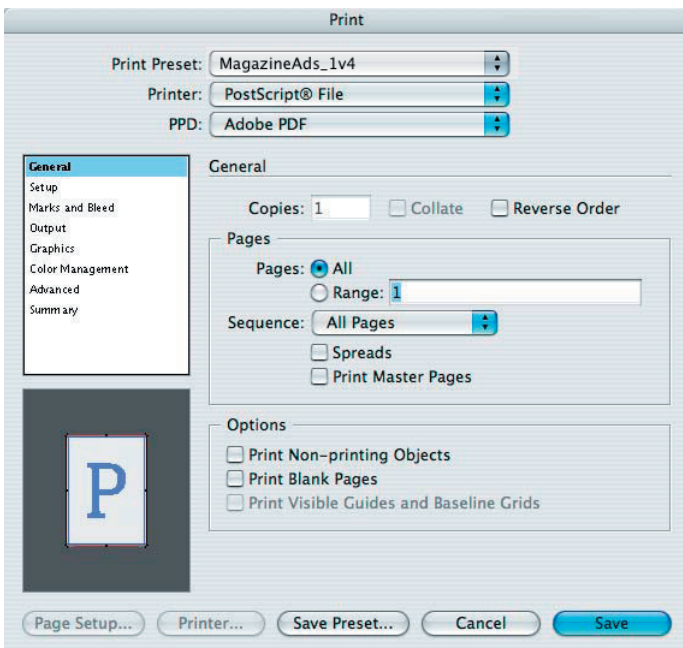 Print
Print Preset: MagazineAds_1v4
Printer: PostScript® File
PPD: Adobe PDF
General
Setup
Marks and Bleed
Output
Graphics
Color Management
Advanced
Summary
General
Copies: 1 Collate Reverse Order
Pages
Pages: All
Range: 1
Sequence: All Pages
Spreads
Print Master Pages
Options
Print Non-printing Objects
Print Blank Pages
Print Visible Guides and Baseline Grids
P
Page Setup... Printer... Save Preset... Cancel Save